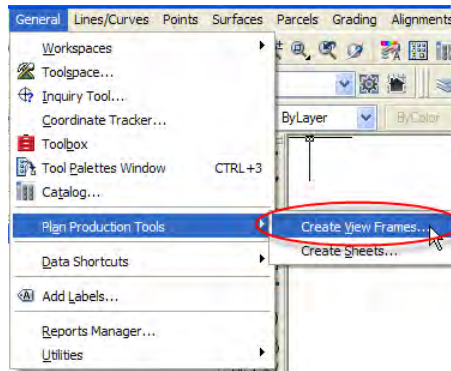 General Lines/Curves Points Surfaces Parcels Grading Alignments
Workspaces
Toolspace...
Inquiry Tool...
Coordinate Tracker...
ByLayer ByColor
Toolbox
Tool Palettes Window CTRL+3
Catalog...
Plan Production Tools
Create View Frames...
Create Sheets...
Data Shortcuts
Add Labels...
Reports Manager...
Utilities